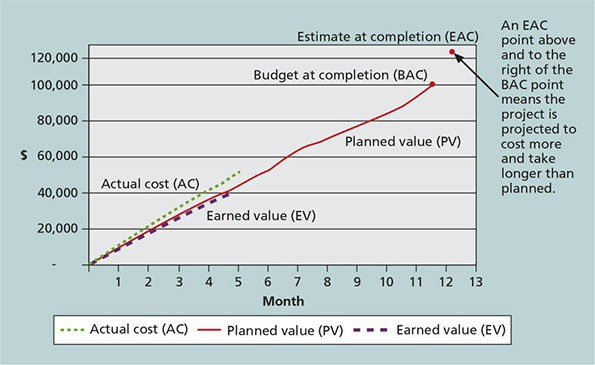 Estimate at completion (EAC)
An EAC
point above
and to the
right of the
BAC point
means the
project is
projected to
cost more
and take
longer than
planned.
120,000
Budget at completion (BAC)
100,000
80,000
Planned value (PV)
$ 60,000
Actual cost (AC)
40,000
Earned value (EV)
20,000
-
1 2 3 4 5 6 7 8 9 10 11 12 13
Month
Actual cost (AC) Planned value (PV) Earned value (EV)